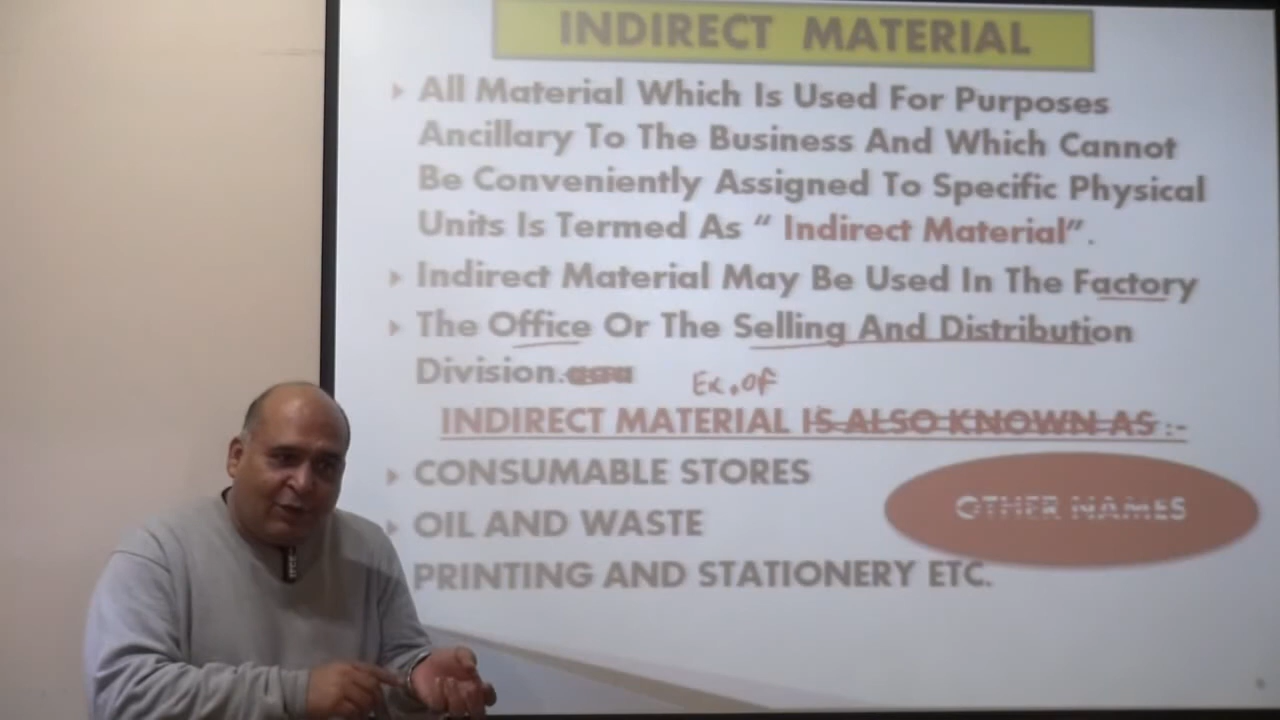 INDIRECT MATERIAL
All Material Which Is Used For Purposes
Ancillary To The Business And Which Cannot
Be Conveniently Assigned To Specific Physical
Units Is Termed As “ Indirect Material”.
Indirect Material May Be Used In The Factory
The Office Or The Selling And Distribution
Division.
Ex. of
INDIRECT MATERIAL IS ALSO KNOWN AS :-
CONSUMABLE STORES
OTHER NAMES
OIL AND WASTE
PRINTING AND STATIONERY ETC.